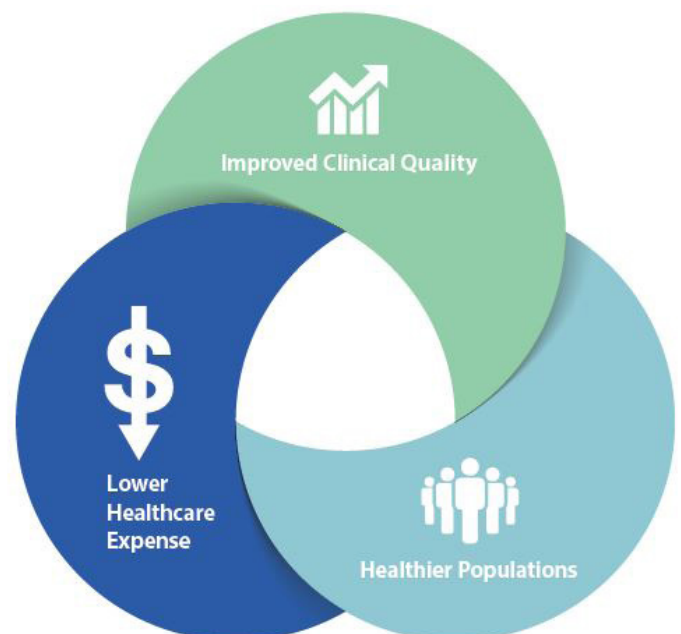 Improved Clinical Quality
$
Lower
Healthcare
Expense
Healthier Populations